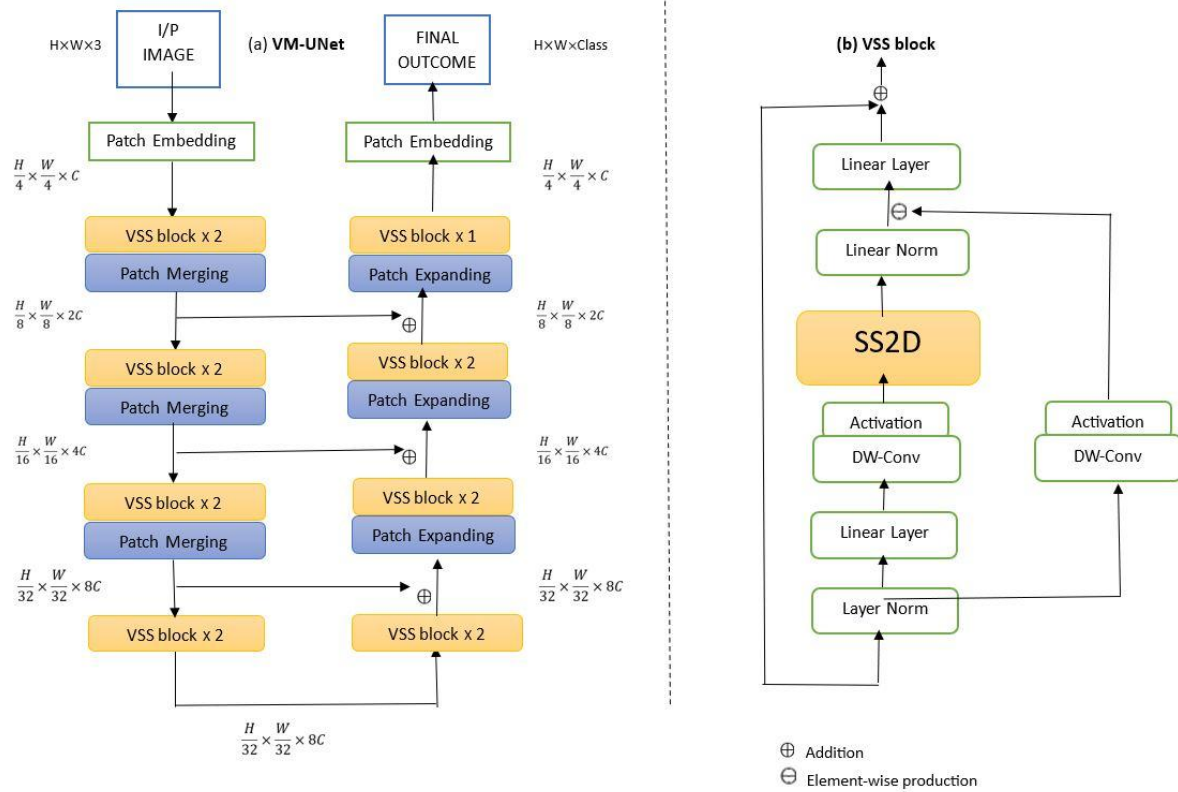 I/P
IMAGE
H×W×3
(a) VM-UNet
FINAL
OUTCOME
H×W×Class
Patch Embedding
Patch Embedding
H/4 × W/4 × C
H/4 × W/4 × C
VSS block x 2
Patch Merging
VSS block x 1
Patch Expanding
H/8 × W/8 × 2C
⊕
H/8 × W/8 × 2C
VSS block x 2
Patch Merging
VSS block x 2
Patch Expanding
H/16 × W/16 × 4C
⊕
H/16 × W/16 × 4C
VSS block x 2
Patch Merging
VSS block x 2
Patch Expanding
H/32 × W/32 × 8C
⊕
H/32 × W/32 × 8C
VSS block x 2
VSS block x 2
H/32 × W/32 × 8C
(b) VSS block
⊕
Linear Layer
⊖
Linear Norm
SS2D
Activation
DW-Conv
Activation
DW-Conv
Linear Layer
Layer Norm
⊕ Addition
⊖ Element-wise production